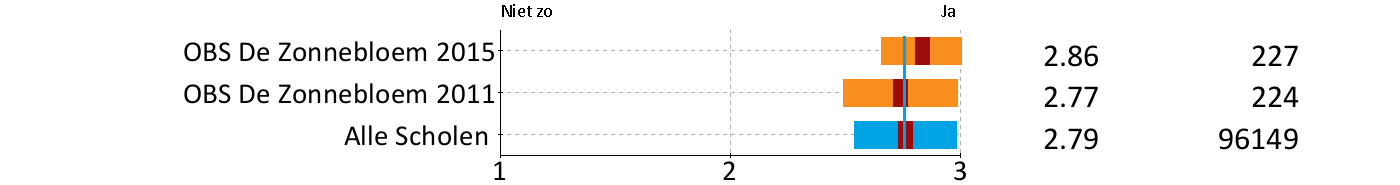 Niet zo Ja
OBS De Zonnebloem 2015 2.86 227
OBS De Zonnebloem 2011 2.77 224
Alle Scholen 2.79 96149
1 2 3